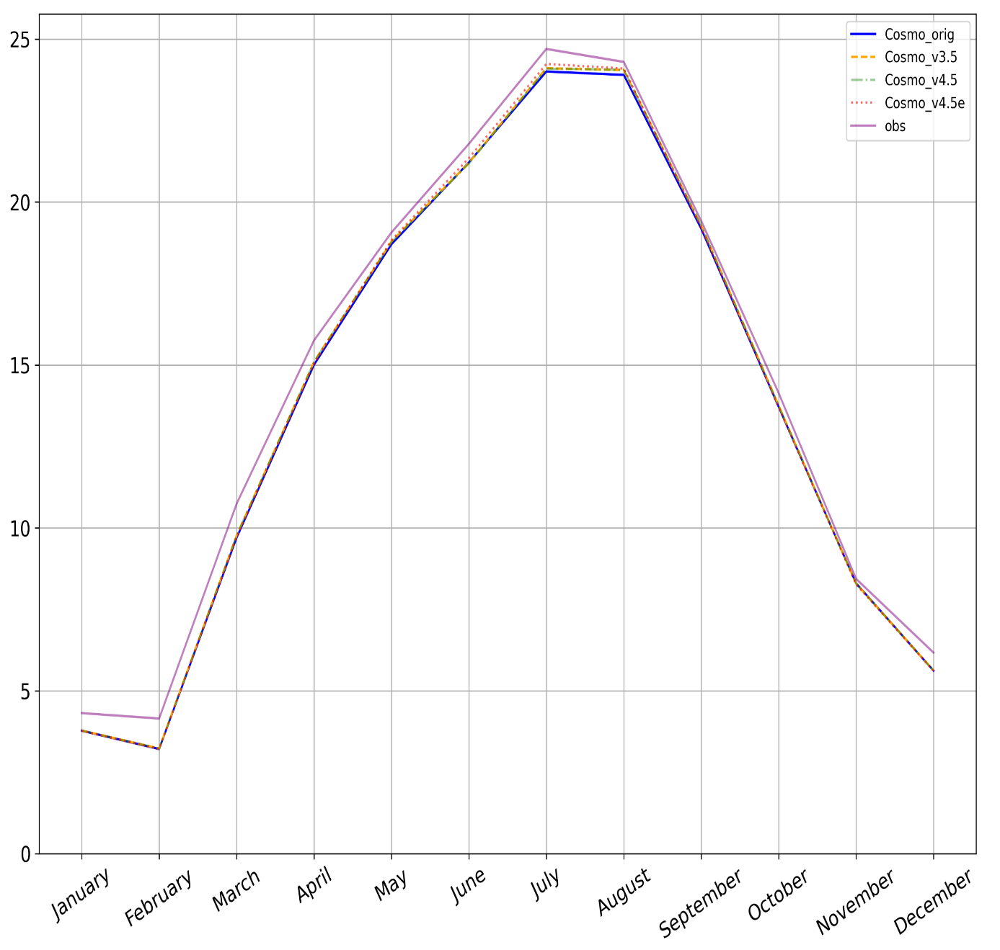 25
20
15
10
5
0
Cosmo_orig
Cosmo_v3.5
Cosmo_v4.5
Cosmo_v4.5e
obs
January
February
March
April
May
June
July
August
September
October
November
December